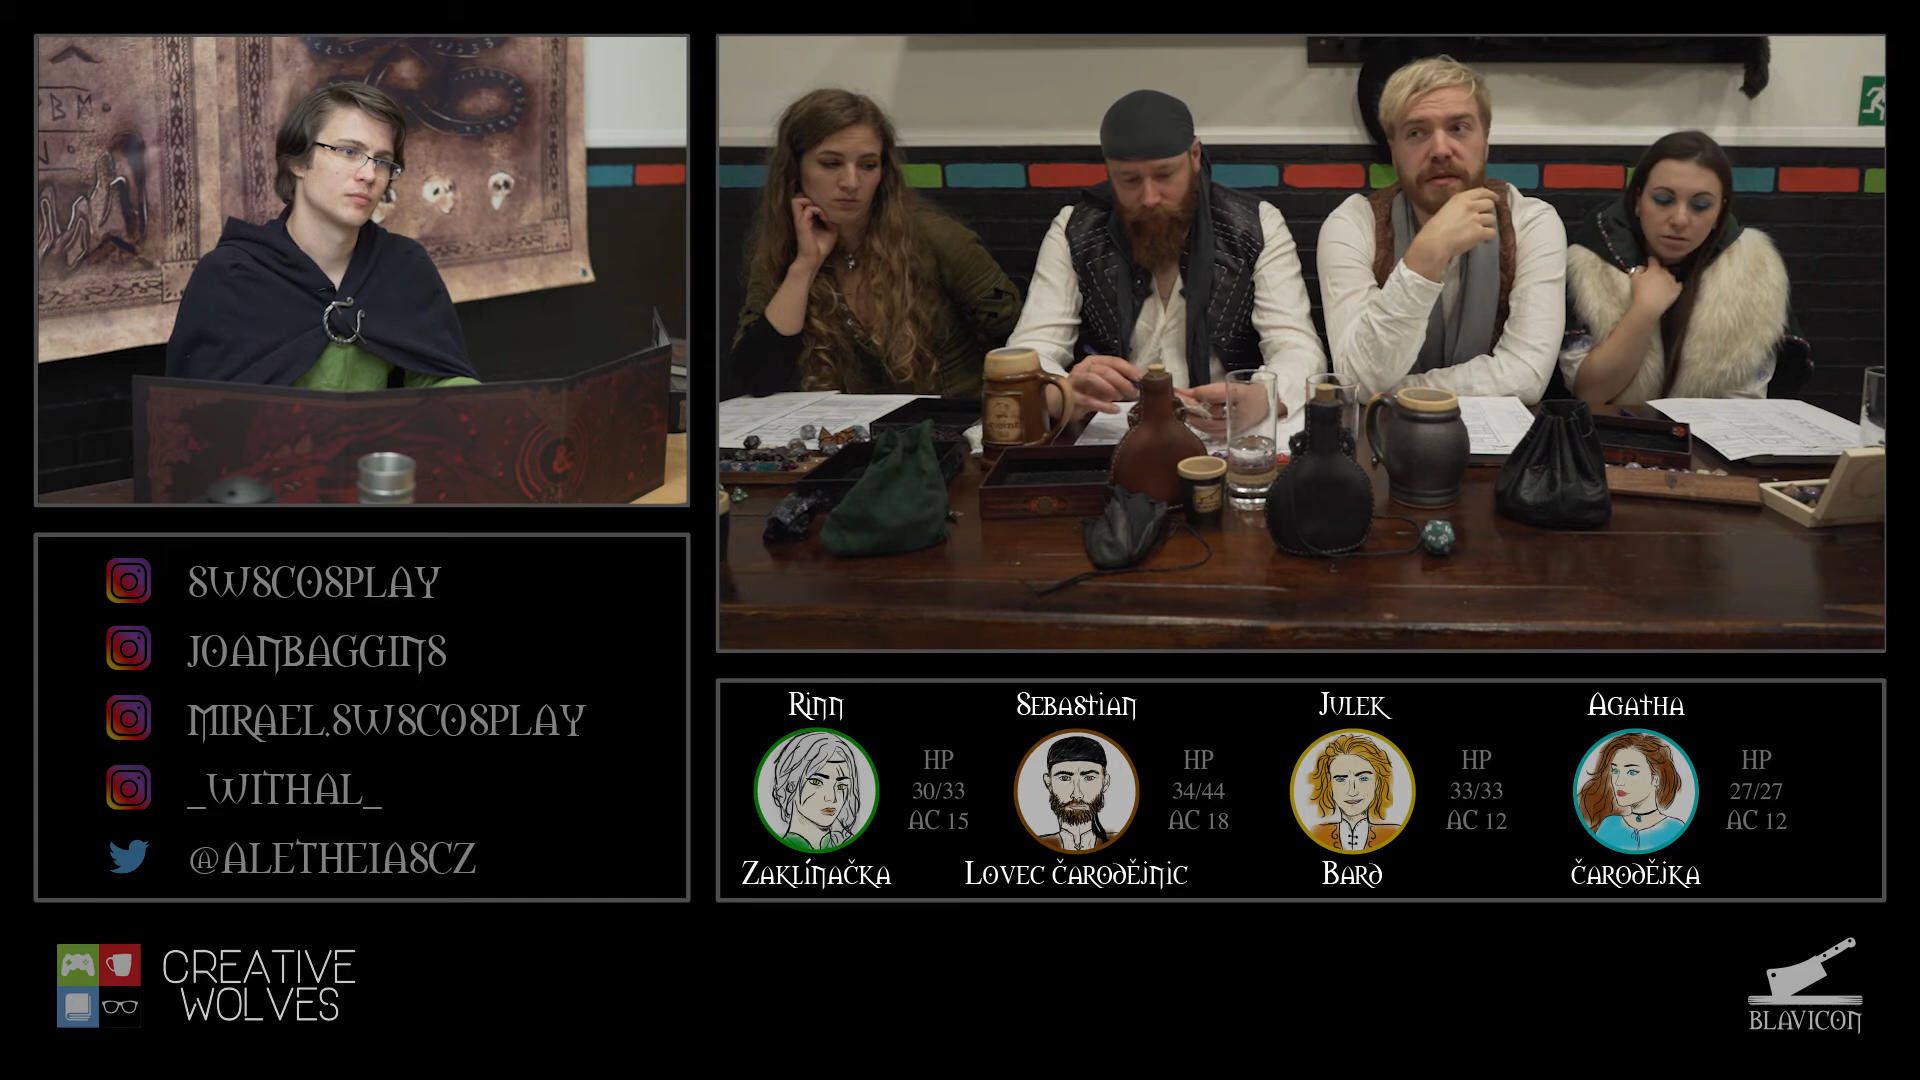 SWSCOSPLAY
JOANBAGGINS
MIRAEL.SWSCOSPLAY
_WITHAL_
@ALETHEIASCZ
Rinn
HP
30/33
AC 15
Zaklínačka
Sebastian
HP
34/44
AC 18
Lovec čarodějnic
Julek
HP
33/33
AC 12
Bard
Agatha
HP
27/27
AC 12
čarodějka
CREATIVE
WOLVES
BLAVICON